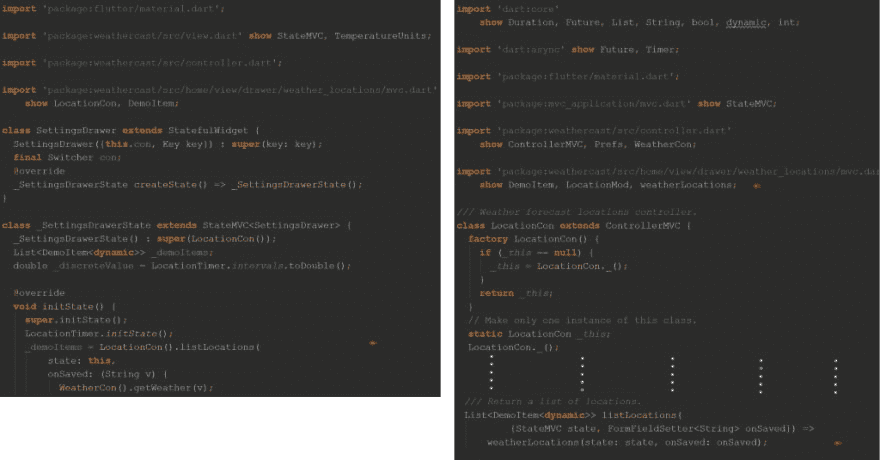 import 'package:flutter/material.dart';
import 'package:weathercast/src/view.dart' show StateMVC, TemperatureUnits;
import 'package:weathercast/src/controller.dart';
import 'package:weathercast/src/home/view/drawer/weather_locations/mvc.dart'
show LocationCon, DemoItem;
class SettingsDrawer extends StatefulWidget {
SettingsDrawer({this.con, Key key}) : super(key: key);
final Switcher con;
@override
_SettingsDrawerState createState() => _SettingsDrawerState();
}
class _SettingsDrawerState extends StateMVC<SettingsDrawer> {
_SettingsDrawerState() : super(LocationCon());
List<DemoItem<dynamic>> _demoItems;
double _discreteValue = LocationTimer.intervals.toDouble();
@override
void initState() {
super.initState();
LocationTimer.initState();
_demoItems = LocationCon().listLocations(
state: this,
onSaved: (String v) {
WeatherCon().getWeather(v);
import 'dart:core'
show Duration, Future, List, String, bool, dynamic, int;
import 'dart:async' show Future, Timer;
import 'package:flutter/material.dart';
import 'package:mvc_application/mvc.dart' show StateMVC;
import 'package:weathercast/src/controller.dart'
show ControllerMVC, Prefs, WeatherCon;
import 'package:weathercast/src/home/view/drawer/weather_locations/mvc.da
show DemoItem, LocationMod, weatherLocations;
/// Weather forecast locations controller.
class LocationCon extends ControllerMVC {
factory LocationCon() {
if (_this == null) {
_this = LocationCon._();
}
return _this;
}
// Make only one instance of this class.
static LocationCon _this;
LocationCon._();
/// Return a list of locations.
List<DemoItem<dynamic>> listLocations(
{StateMVC state, FormFieldSetter<String> onSaved}) =>
weatherLocations(state: state, onSaved: onSaved);